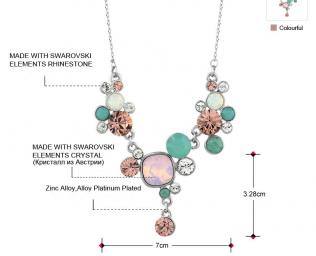 Colourful
MADE WITH SWAROVSKI
ELEMENTS RHINESTONE
MADE WITH SWAROVSKI
ELEMENTS CRYSTAL
(Кристалл из Австрии)
Zinc Alloy,Alloy Platinum Plated
3.28cm
7cm